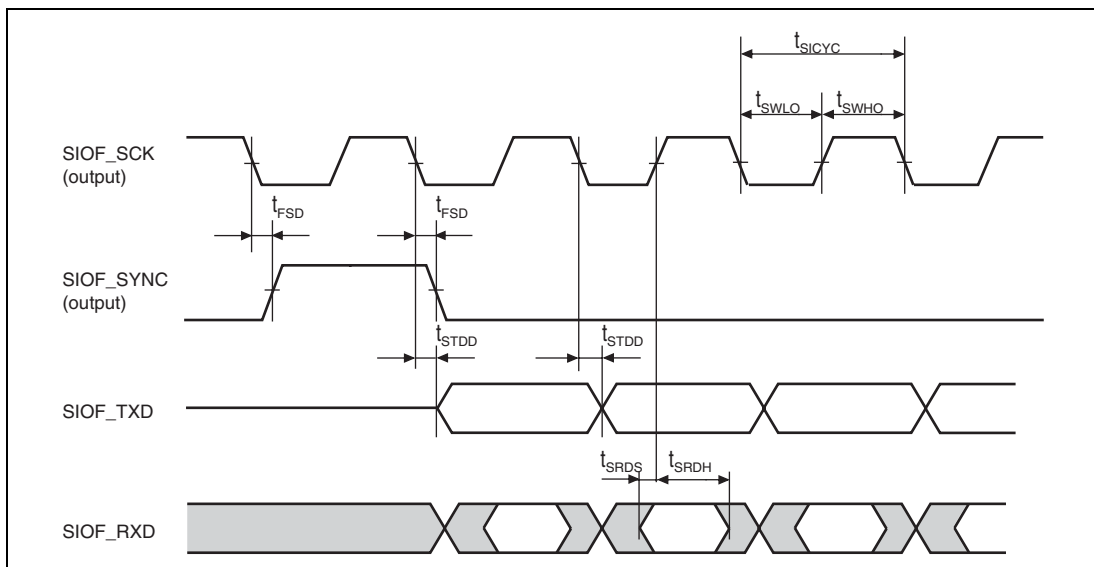 tSICYC
tSWLO tSWHO
SIOF_SCK
(output)
tFSD tFSD
SIOF_SYNC
(output)
tSTDD tSTDD
SIOF_TXD
tSRDS tSRDH
SIOF_RXD